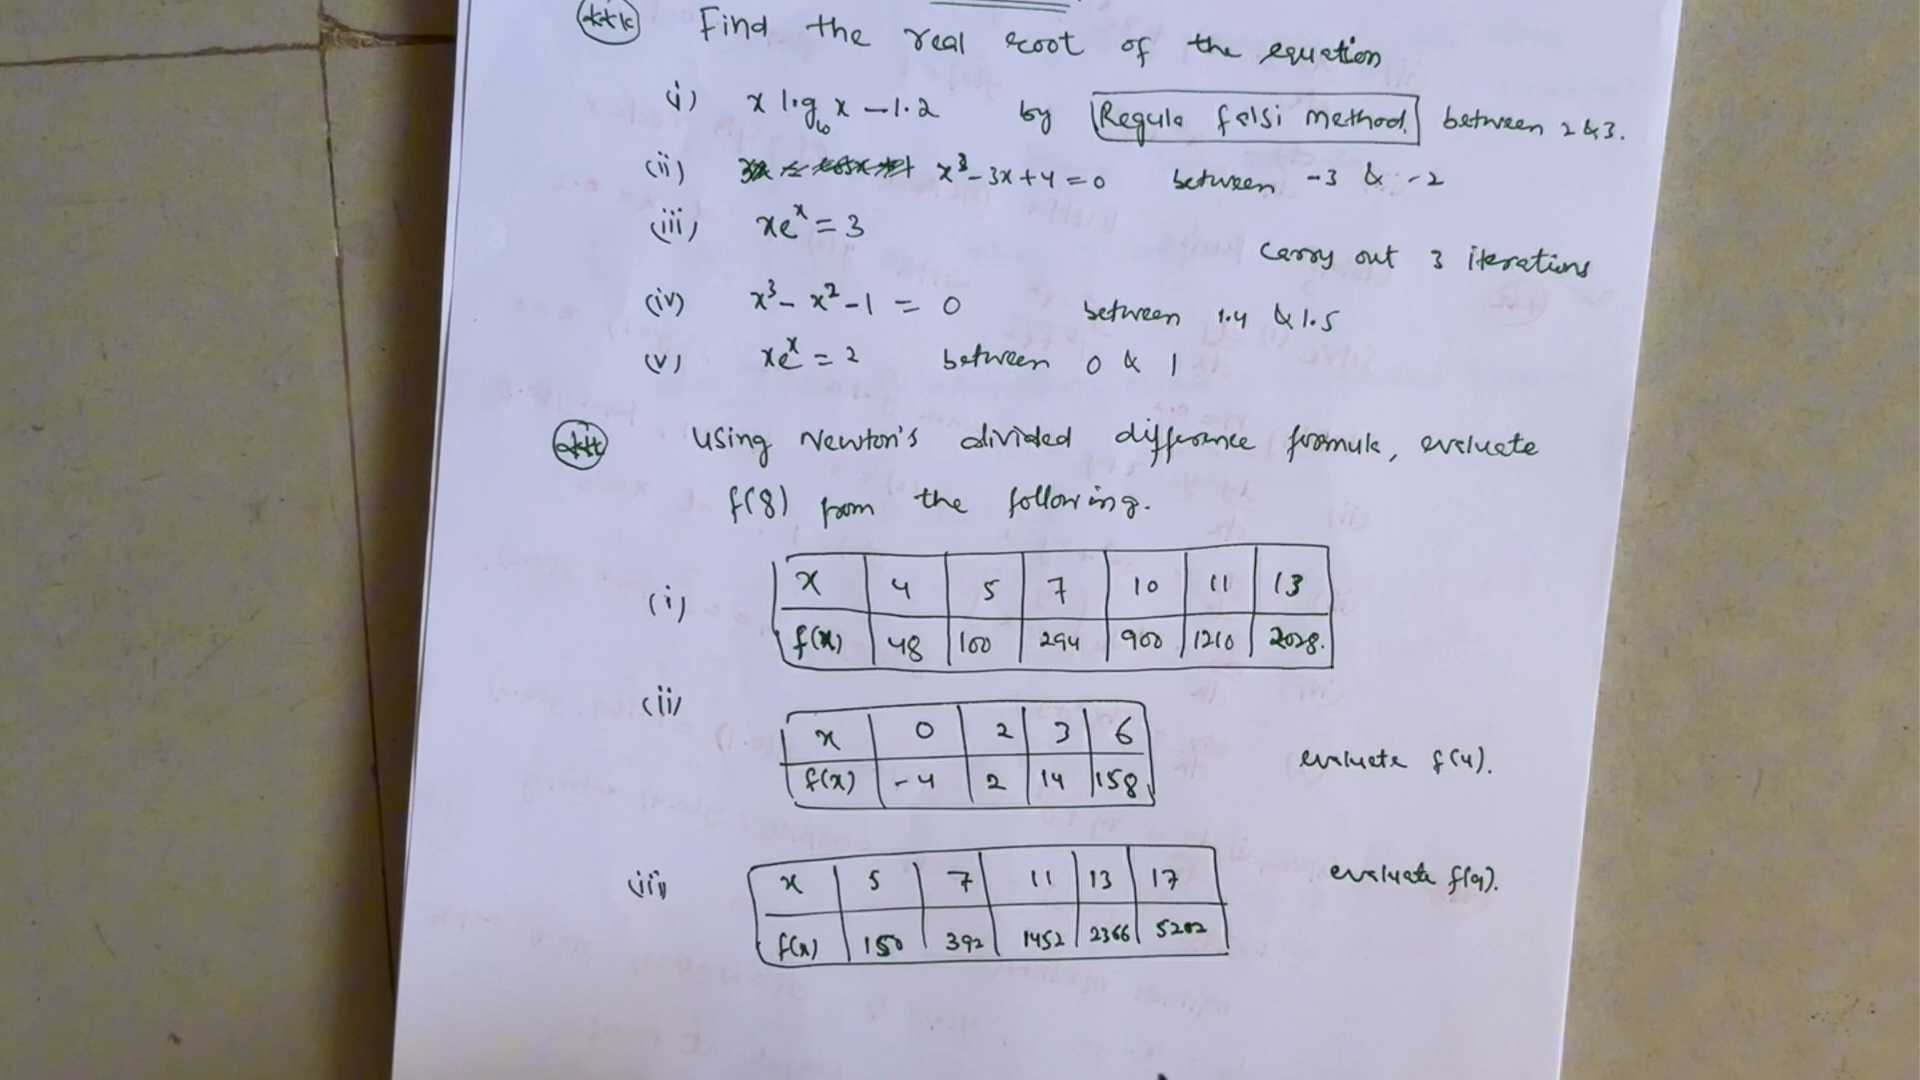 *** Find the real root of the equation
(i) x log₁₀ x – 1.2 by Regula falsi method. between 2 & 3.
(ii) x³ – 3x + 4 = 0 between -3 & -2
(iii) xeˣ = 3
carry out 3 iterations
(iv) x³ – x² – 1 = 0 between 1.4 & 1.5
(v) xeˣ = 2 between 0 & 1
*** Using Newton's divided difference formula, evaluate
f(8) from the following.
(i) x 4 5 7 10 11 13
f(x) 48 100 294 900 1210 2028.
(ii)
x 0 2 3 6
evaluate f(4).
f(x) -4 2 14 158
(iii) x 5 7 11 13 17 evaluate f(9).
f(x) 150 392 1452 2366 5202